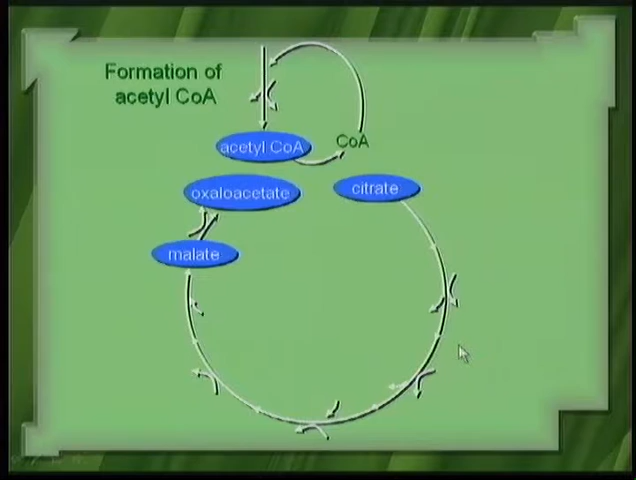 Formation of
acetyl CoA
acetyl CoA
CoA
oxaloacetate
citrate
malate